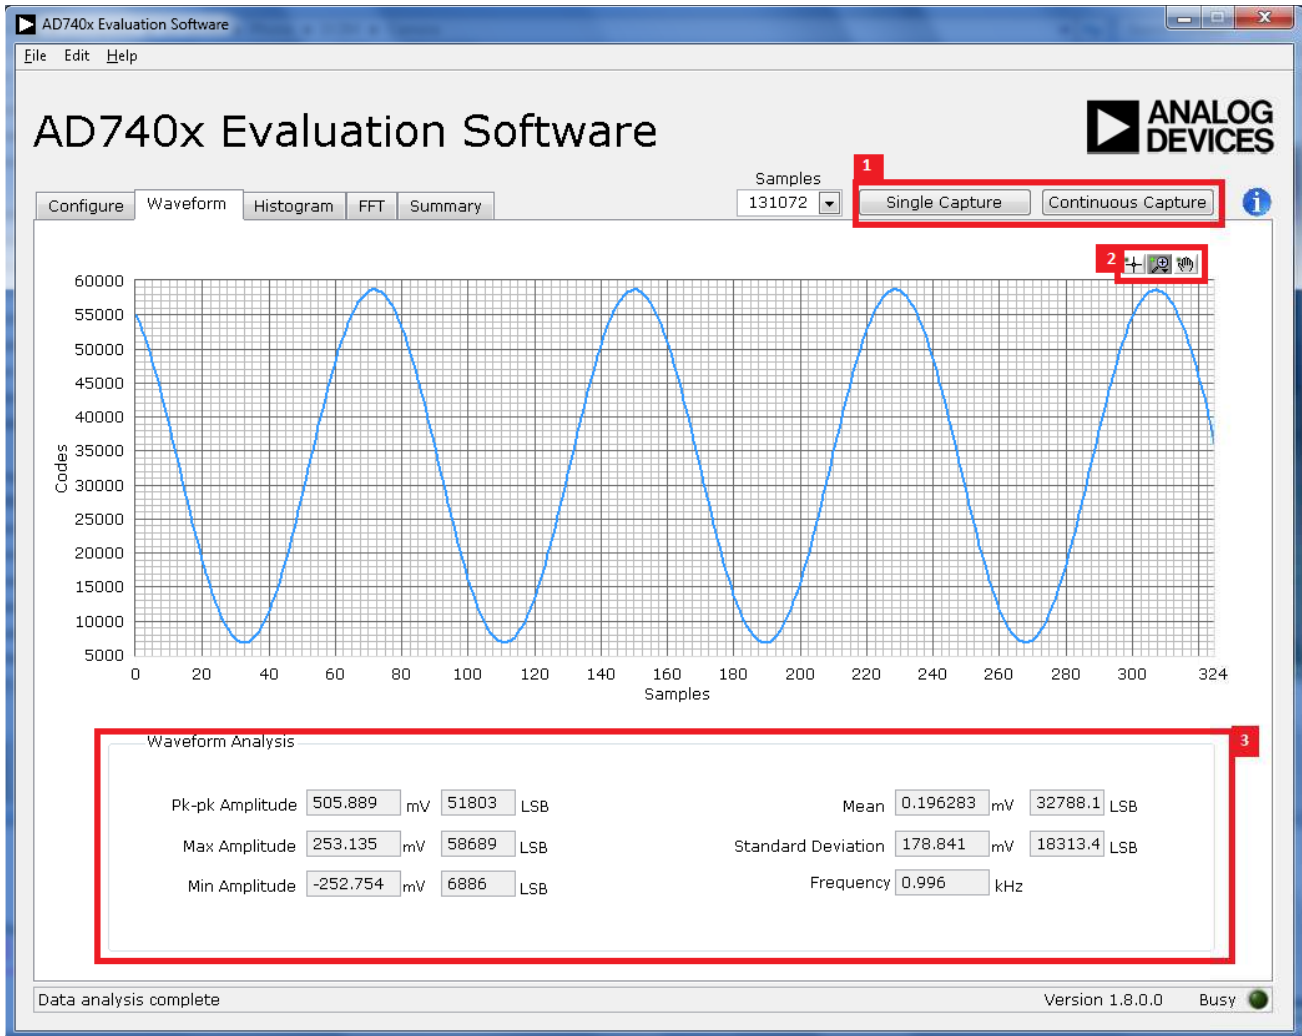 AD740x Evaluation Software
File Edit Help
AD740x Evaluation Software
ANALOG
DEVICES
1
Samples
Configure Waveform Histogram FFT Summary 131072 Single Capture Continuous Capture i
2
60000
55000
50000
45000
40000
35000
30000
25000
20000
15000
10000
5000
Codes
0 20 40 60 80 100 120 140 160 180 200 220 240 260 280 300 324
Samples
3
Waveform Analysis
Pk-pk Amplitude 505.889 mV 51803 LSB Mean 0.196283 mV 32788.1 LSB
Max Amplitude 253.135 mV 58689 LSB Standard Deviation 178.841 mV 18313.4 LSB
Min Amplitude -252.754 mV 6886 LSB Frequency 0.996 kHz
Data analysis complete Version 1.8.0.0 Busy